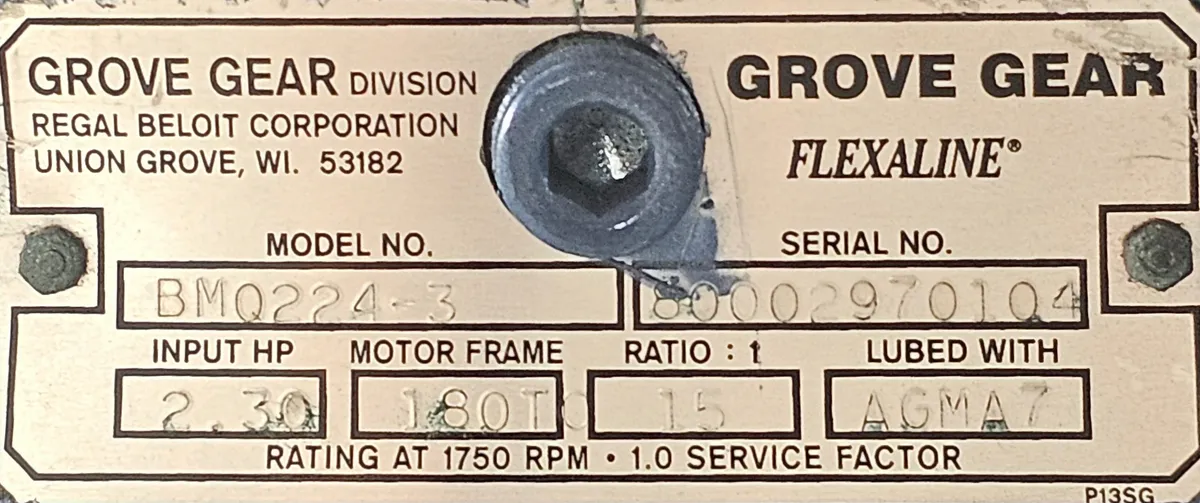 GROVE GEAR DIVISION
REGAL BELOIT CORPORATION
UNION GROVE, WI. 53182
GROVE GEAR
FLEXALINE®
MODEL NO.
SERIAL NO.
BMQ224-3
80002970104
INPUT HP
MOTOR FRAME
RATIO : 1
LUBED WITH
2.30
180TC
15
AGMA7
RATING AT 1750 RPM • 1.0 SERVICE FACTOR
P13SG